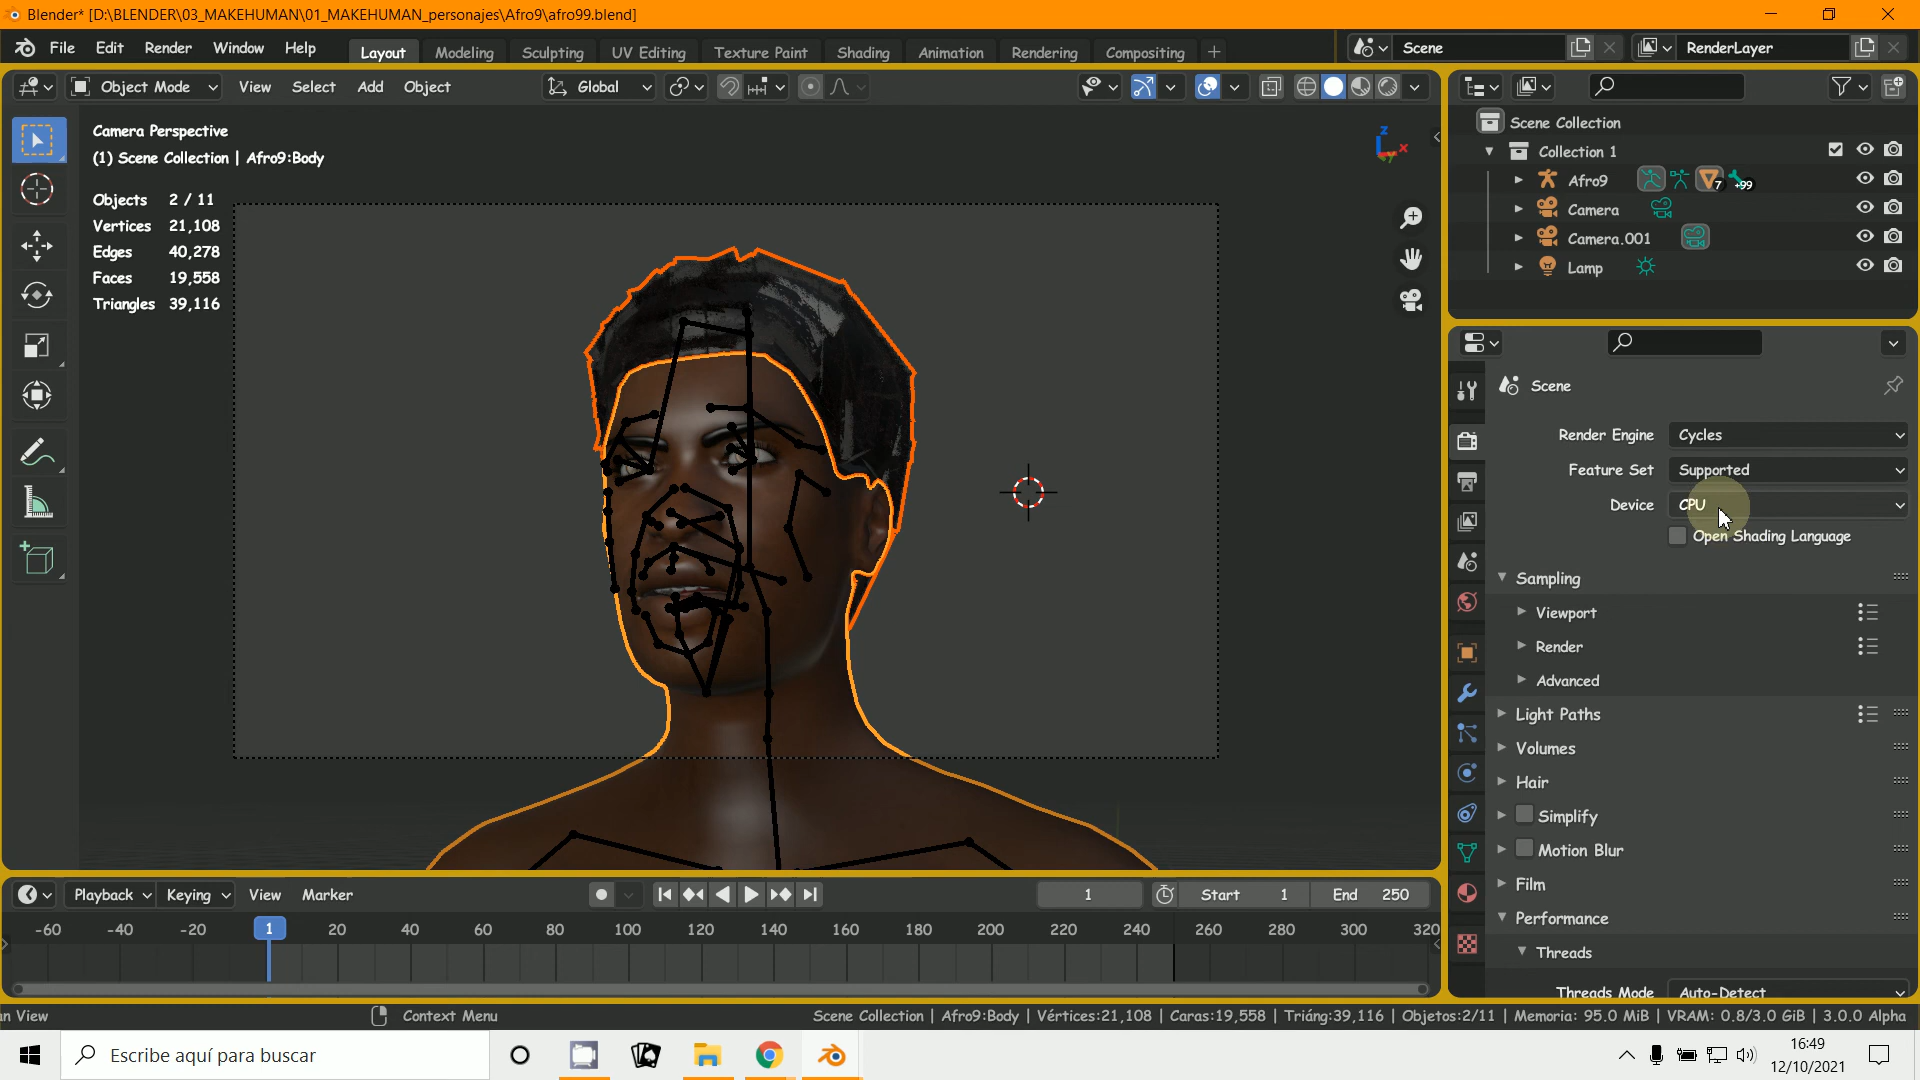 Blender* [D:\BLENDER\03_MAKEHUMAN\01_MAKEHUMAN_personajes\Afro9\afro99.blend]
File Edit Render Window Help Layout Modeling Sculpting UV Editing Texture Paint Shading Animation Rendering Compositing + Scene RenderLayer
Object Mode View Select Add Object Global
Camera Perspective
(1) Scene Collection | Afro9:Body
Objects 2 / 11
Vertices 21,108
Edges 40,278
Faces 19,558
Triangles 39,116
Z
X
Scene Collection
Collection 1
Afro9 7 +99
Camera
Camera.001
Lamp
Scene
Render Engine Cycles
Feature Set Supported
Device CPU
Open Shading Language
Sampling
Viewport
Render
Advanced
Light Paths
Volumes
Hair
Simplify
Motion Blur
Film
Performance
Threads
Threads Mode Auto-Detect
Playback Keying View Marker 1 Start 1 End 250
-60 -40 -20 1 20 40 60 80 100 120 140 160 180 200 220 240 260 280 300 320
an View Context Menu Scene Collection | Afro9:Body | Vértices:21,108 | Caras:19,558 | Triáng:39,116 | Objetos:2/11 | Memoria: 95.0 MiB | VRAM: 0.8/3.0 GiB | 3.0.0 Alpha
Escribe aquí para buscar
16:49
12/10/2021